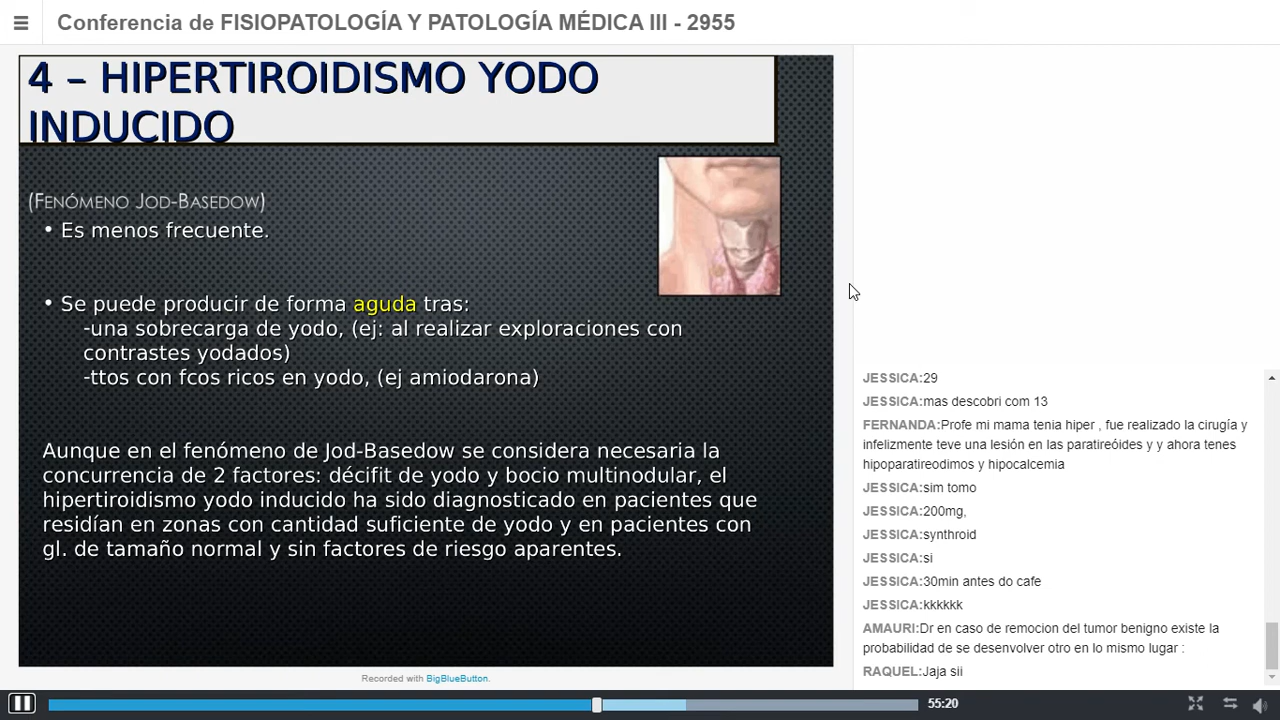 Conferencia de FISIOPATOLOGÍA Y PATOLOGÍA MÉDICA III - 2955
4 – HIPERTIROIDISMO YODO
INDUCIDO
(Fenómeno Jod-Basedow)
• Es menos frecuente.
• Se puede producir de forma aguda tras:
-una sobrecarga de yodo, (ej: al realizar exploraciones con
contrastes yodados)
-ttos con fcos ricos en yodo, (ej amiodarona)
Aunque en el fenómeno de Jod-Basedow se considera necesaria la
concurrencia de 2 factores: décifit de yodo y bocio multinodular, el
hipertiroidismo yodo inducido ha sido diagnosticado en pacientes que
residían en zonas con cantidad suficiente de yodo y en pacientes con
gl. de tamaño normal y sin factores de riesgo aparentes.
Recorded with BigBlueButton.
JESSICA:29
JESSICA:mas descobri com 13
FERNANDA:Profe mi mama tenia hiper , fue realizado la cirugía y
infelizmente teve una lesión en las paratireóides y y ahora tenes
hipoparatireodimos y hipocalcemia
JESSICA:sim tomo
JESSICA:200mg,
JESSICA:synthroid
JESSICA:si
JESSICA:30min antes do cafe
JESSICA:kkkkkk
AMAURI:Dr en caso de remocion del tumor benigno existe la
probabilidad de se desenvolver otro en lo mismo lugar :
RAQUEL:Jaja sii
55:20